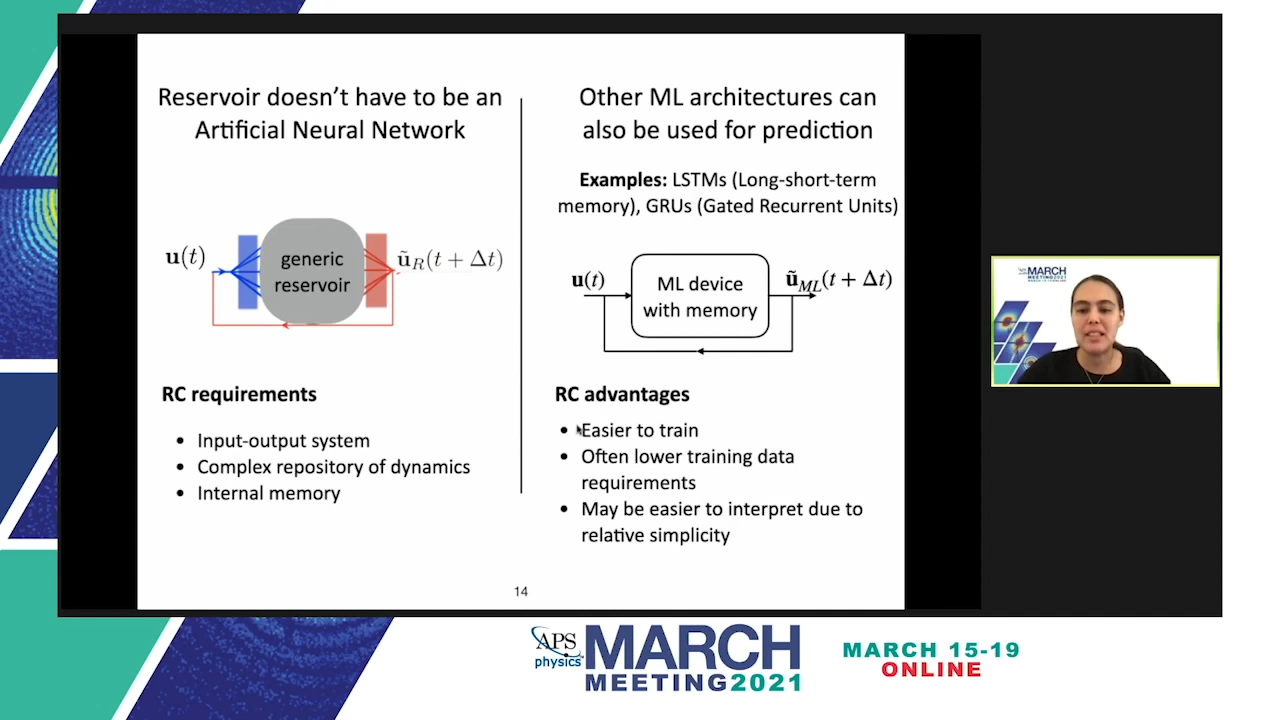 Reservoir doesn't have to be an
Artificial Neural Network
u(t)
generic
reservoir
ũ_R(t + Δt)
RC requirements
• Input-output system
• Complex repository of dynamics
• Internal memory
Other ML architectures can
also be used for prediction
Examples: LSTMs (Long-short-term
memory), GRUs (Gated Recurrent Units)
u(t)
ML device
with memory
ũ_ML(t + Δt)
RC advantages
• Easier to train
• Often lower training data
requirements
• May be easier to interpret due to
relative simplicity
14
MARCH
MEETING2021
APS
physics
MARCH
MEETING2021
MARCH 15-19
ONLINE